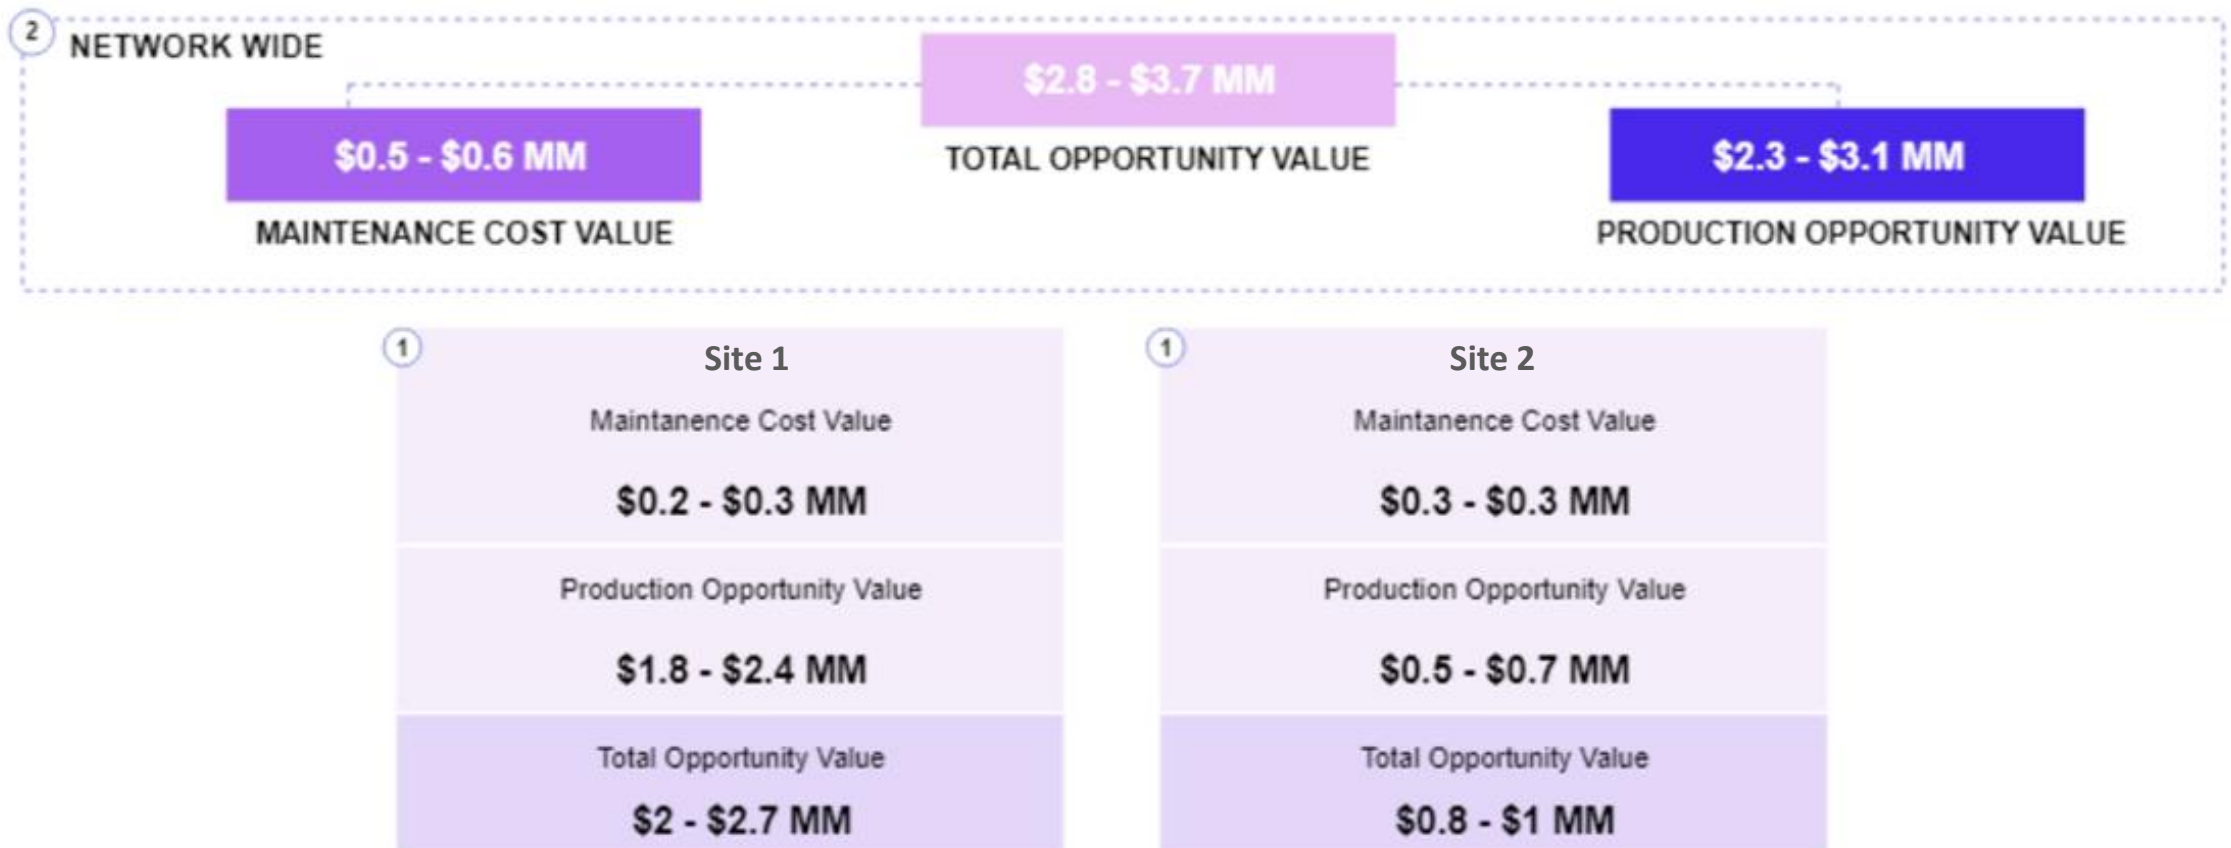 2
NETWORK WIDE
$2.8 - $3.7 MM
TOTAL OPPORTUNITY VALUE
$0.5 - $0.6 MM
MAINTENANCE COST VALUE
$2.3 - $3.1 MM
PRODUCTION OPPORTUNITY VALUE
1
Site 1
Maintanence Cost Value
$0.2 - $0.3 MM
Production Opportunity Value
$1.8 - $2.4 MM
Total Opportunity Value
$2 - $2.7 MM
1
Site 2
Maintanence Cost Value
$0.3 - $0.3 MM
Production Opportunity Value
$0.5 - $0.7 MM
Total Opportunity Value
$0.8 - $1 MM